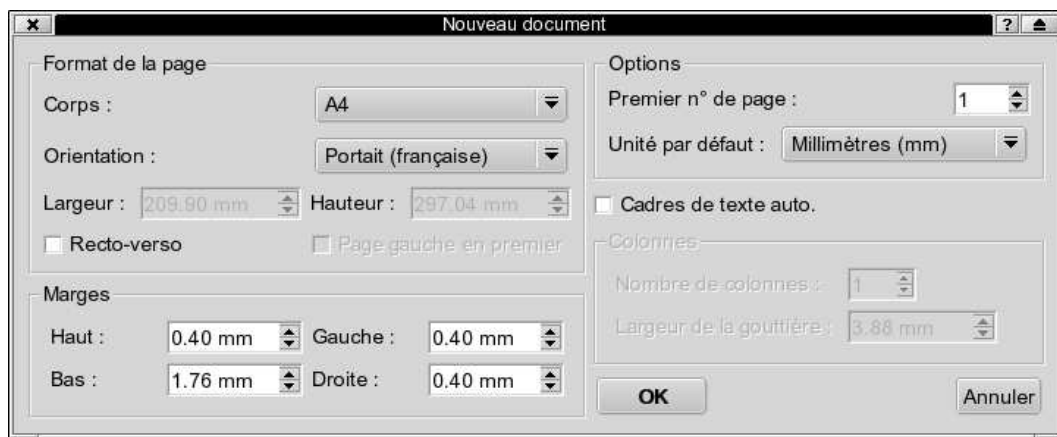 Nouveau document
?
Format de la page
Corps :
A4
Orientation :
Portait (française)
Largeur :
209.90 mm
Hauteur :
297.04 mm
Recto-verso
Page gauche en premier
Marges
Haut :
0.40 mm
Gauche :
0.40 mm
Bas :
1.76 mm
Droite :
0.40 mm
Options
Premier n° de page :
1
Unité par défaut :
Millimètres (mm)
Cadres de texte auto.
Colonnes
Nombre de colonnes :
1
Largeur de la gouttière :
3.88 mm
OK
Annuler